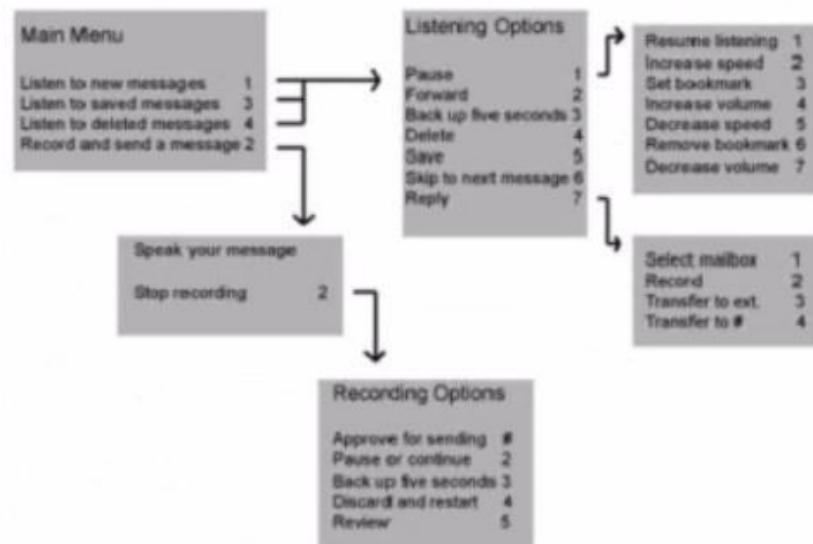 Main Menu
Listen to new messages 1
Listen to saved messages 3
Listen to deleted messages 4
Record and send a message 2
Listening Options
Pause 1
Forward 2
Back up five seconds 3
Delete 4
Save 5
Skip to next message 6
Reply 7
Resume listening 1
Increase speed 2
Set bookmark 3
Increase volume 4
Decrease speed 5
Remove bookmark 6
Decrease volume 7
Speak your message
Stop recording 2
Select mailbox 1
Record 2
Transfer to ext. 3
Transfer to # 4
Recording Options
Approve for sending #
Pause or continue 2
Back up five seconds 3
Discard and restart 4
Review 5